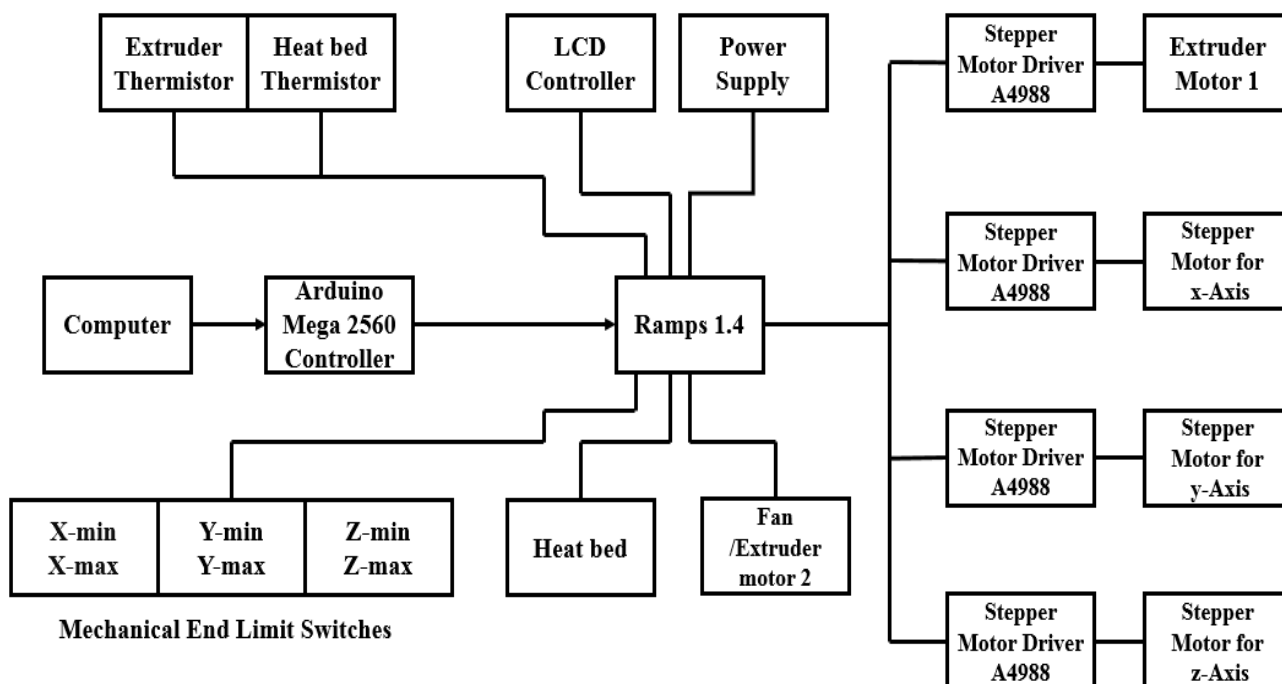 Extruder
Thermistor
Heat bed
Thermistor
LCD
Controller
Power
Supply
Stepper
Motor Driver
A4988
Extruder
Motor 1
Stepper
Motor Driver
A4988
Stepper
Motor for
x-Axis
Computer
Arduino
Mega 2560
Controller
Ramps 1.4
Stepper
Motor Driver
A4988
Stepper
Motor for
y-Axis
X-min
X-max
Y-min
Y-max
Z-min
Z-max
Heat bed
Fan
/Extruder
motor 2
Mechanical End Limit Switches
Stepper
Motor Driver
A4988
Stepper
Motor for
z-Axis